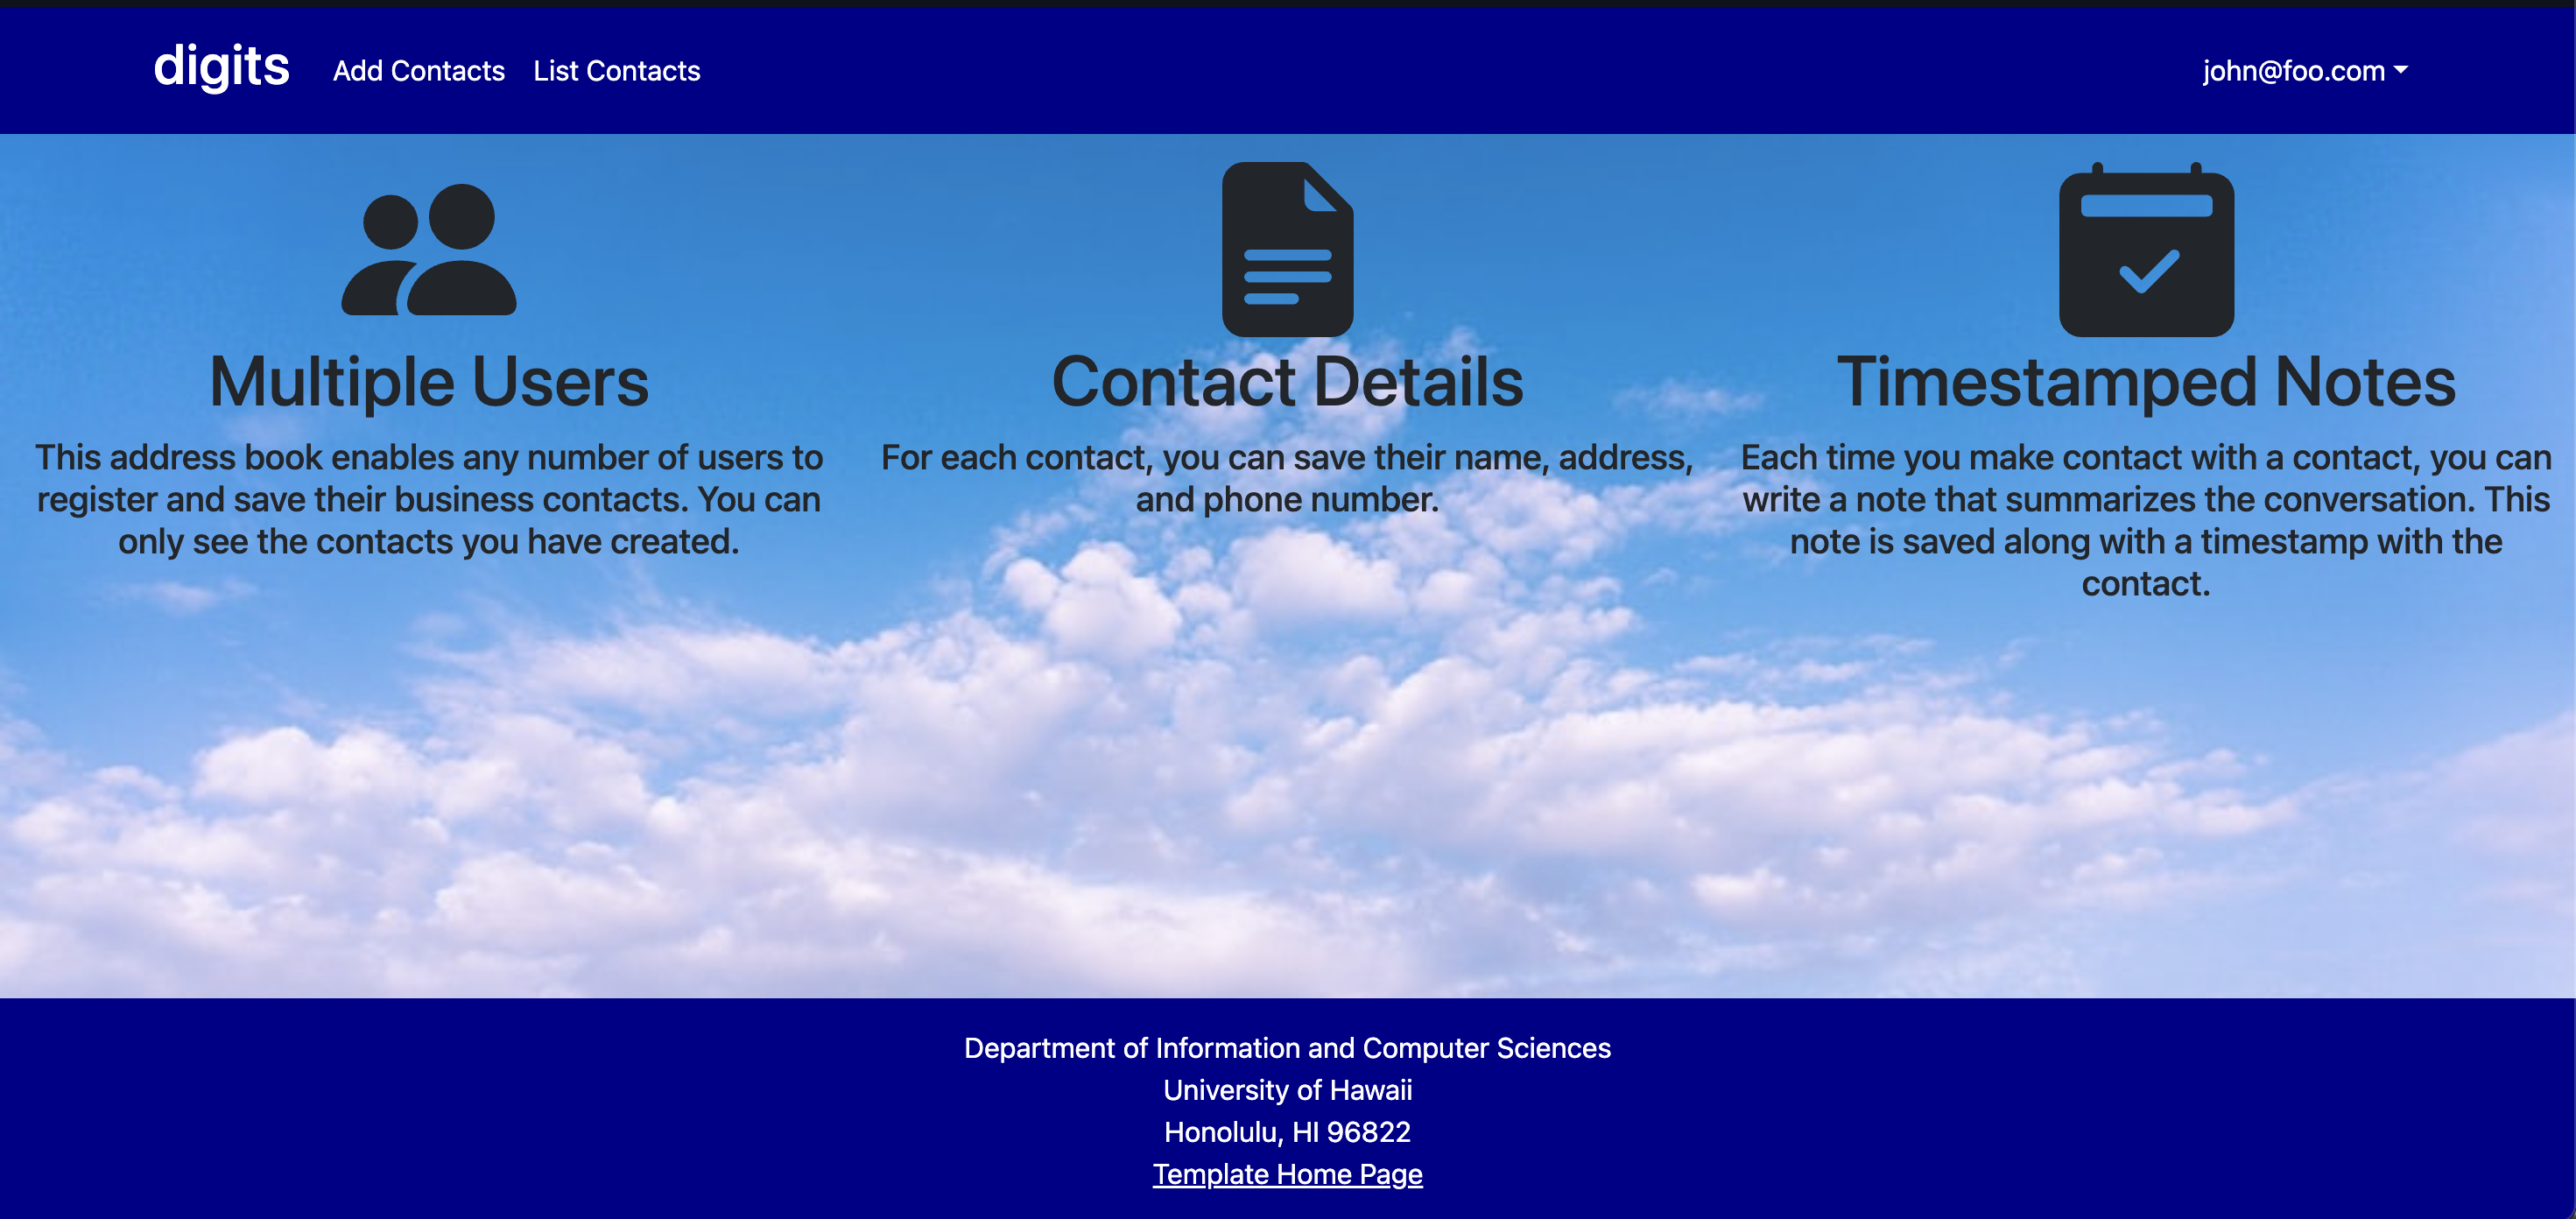 digits
Add Contacts
List Contacts
john@foo.com
Multiple Users
This address book enables any number of users to
register and save their business contacts. You can
only see the contacts you have created.
Contact Details
For each contact, you can save their name, address,
and phone number.
Timestamped Notes
Each time you make contact with a contact, you can
write a note that summarizes the conversation. This
note is saved along with a timestamp with the
contact.
Department of Information and Computer Sciences
University of Hawaii
Honolulu, HI 96822
Template Home Page